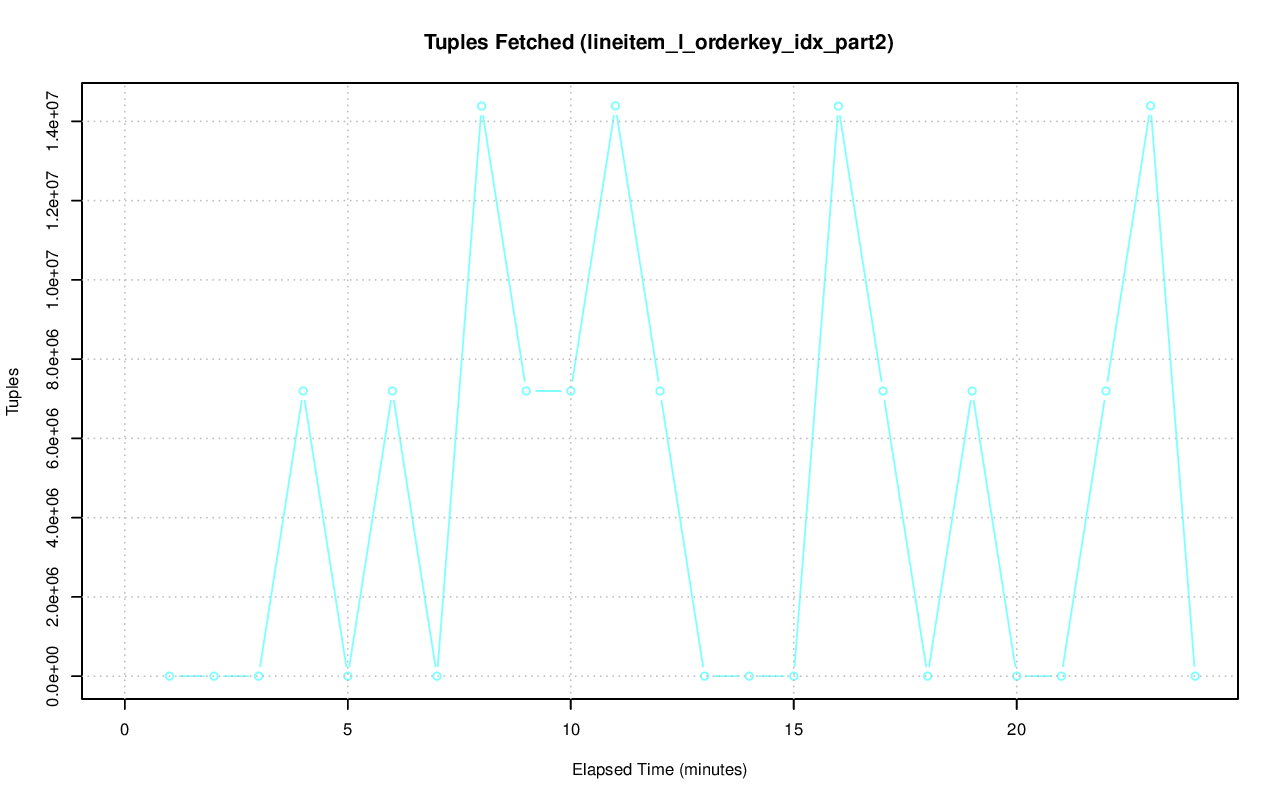 Tuples Fetched (lineitem_l_orderkey_idx_part2)
1.4e+07
1.2e+07
1.0e+07
8.0e+06
6.0e+06
4.0e+06
2.0e+06
0.0e+00
Tuples
0 5 10 15 20
Elapsed Time (minutes)